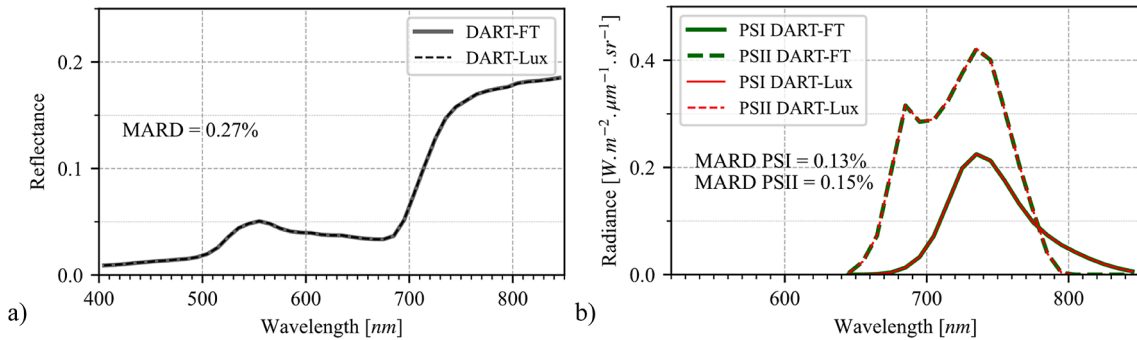 DART-FT
DART-Lux
MARD = 0.27%
0.2
0.1
0.0
Reflectance
400
500
600
700
800
Wavelength [nm]
a)
PSI DART-FT
PSII DART-FT
PSI DART-Lux
PSII DART-Lux
MARD PSI = 0.13%
MARD PSII = 0.15%
0.4
0.2
0.0
Radiance [W.m⁻².μm⁻¹.sr⁻¹]
600
700
800
Wavelength [nm]
b)